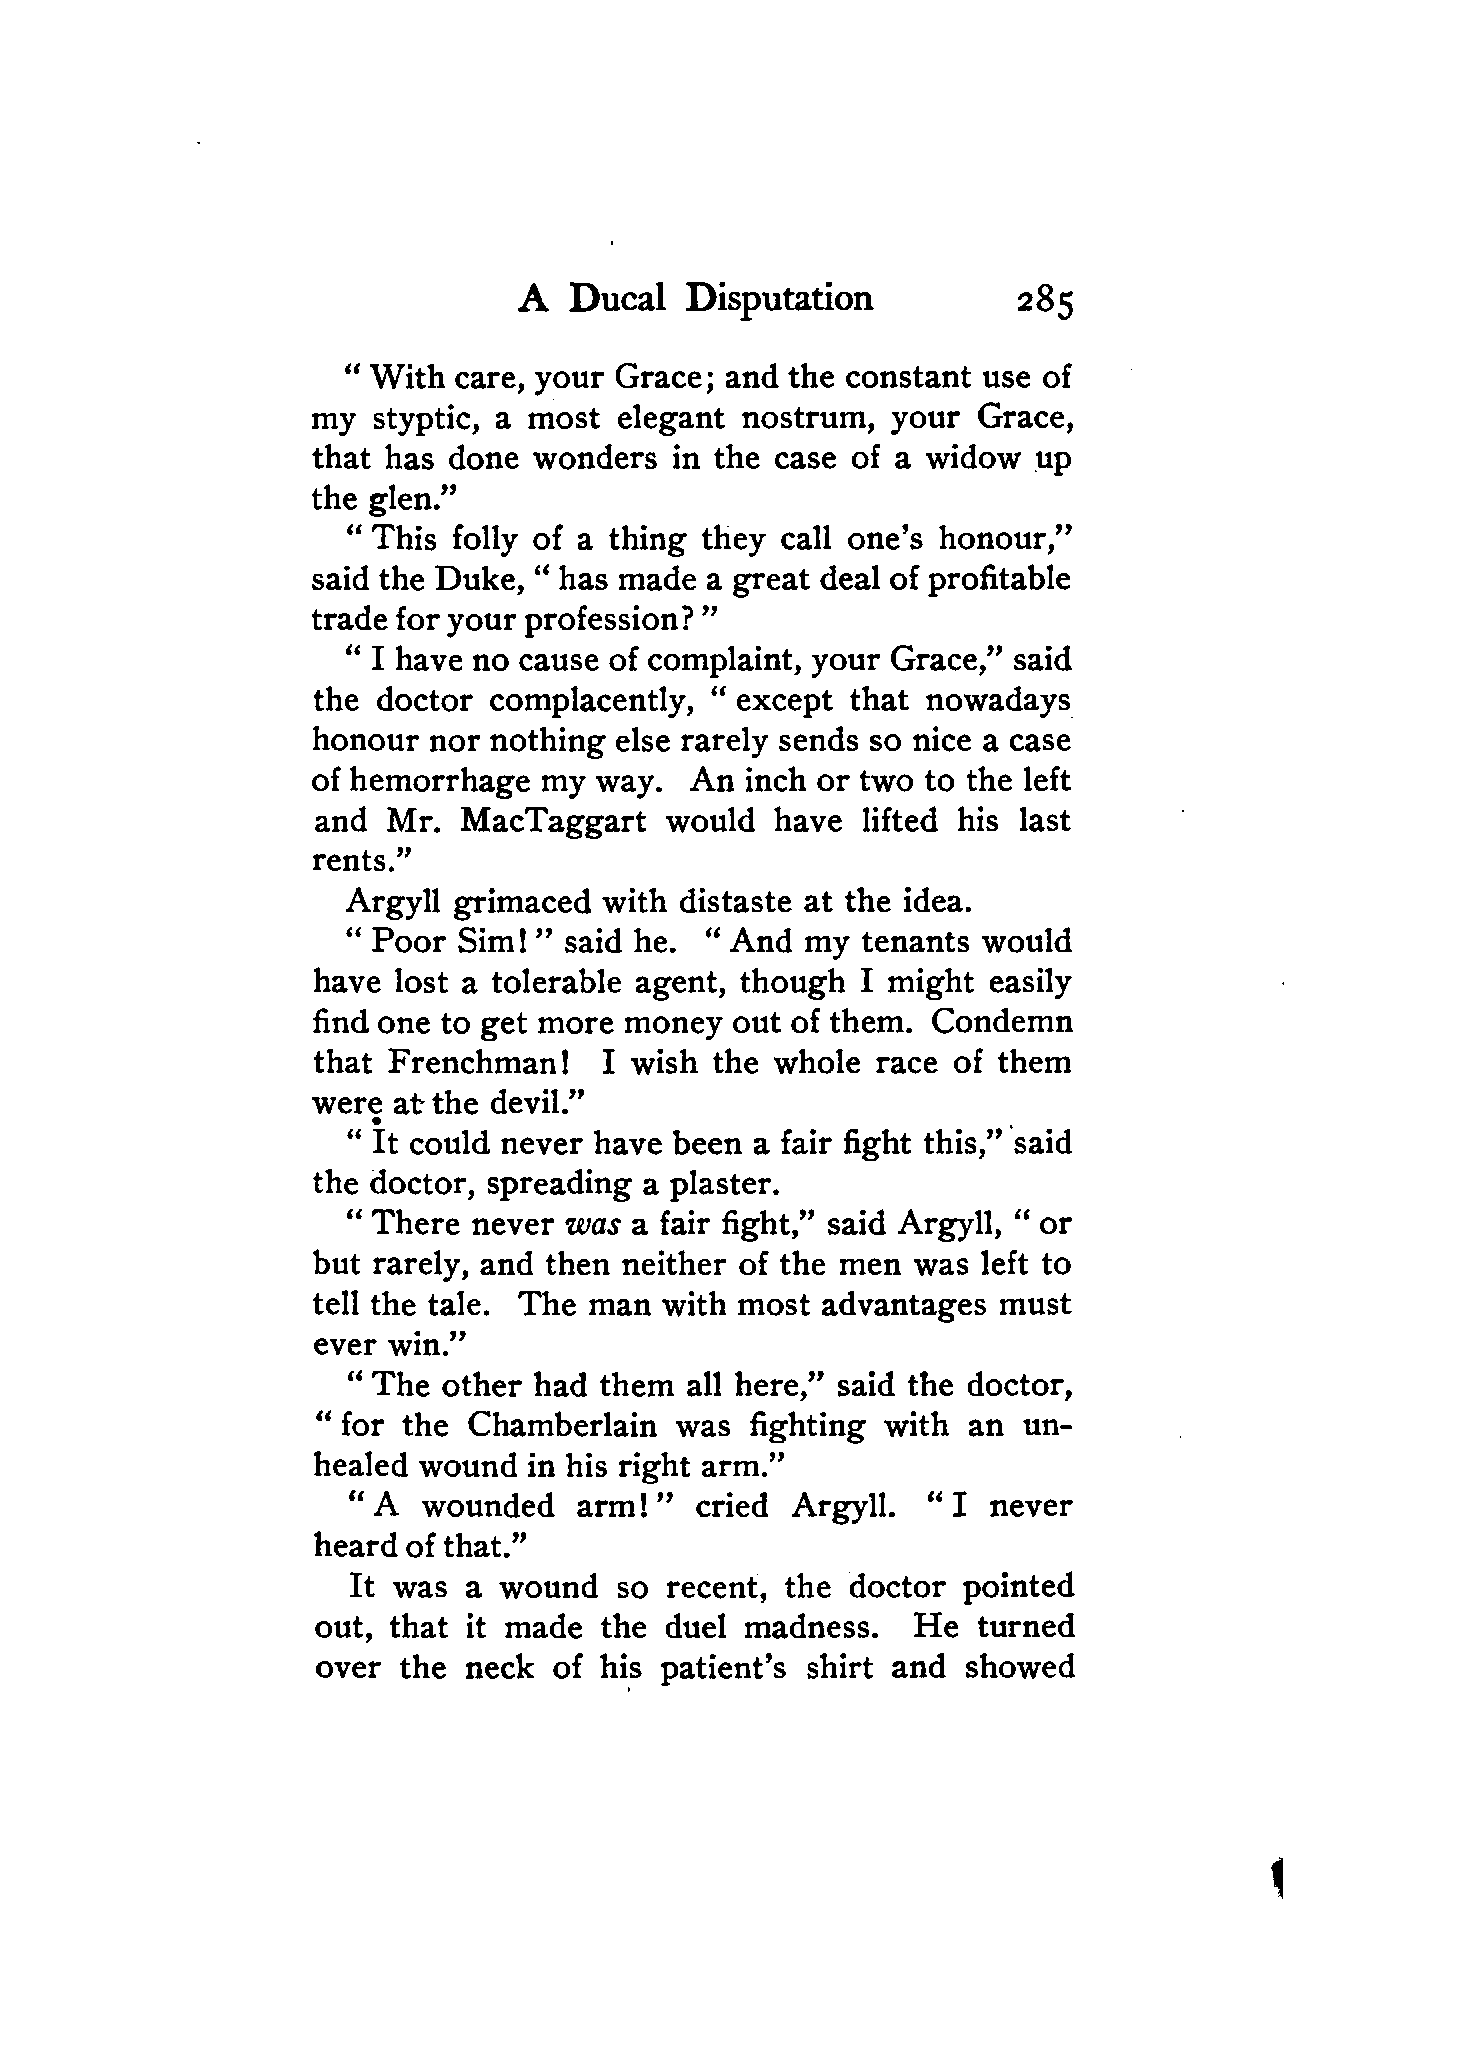 A Ducal Disputation 285
" With care, your Grace; and the constant use of
my styptic, a most elegant nostrum, your Grace,
that has done wonders in the case of a widow up
the glen."
" This folly of a thing they call one's honour,"
said the Duke, " has made a great deal of profitable
trade for your profession? "
" I have no cause of complaint, your Grace," said
the doctor complacently, " except that nowadays
honour nor nothing else rarely sends so nice a case
of hemorrhage my way. An inch or two to the left
and Mr. MacTaggart would have lifted his last
rents."
Argyll grimaced with distaste at the idea.
" Poor Sim! " said he. " And my tenants would
have lost a tolerable agent, though I might easily
find one to get more money out of them. Condemn
that Frenchman! I wish the whole race of them
were at the devil."
" It could never have been a fair fight this," said
the doctor, spreading a plaster.
" There never was a fair fight," said Argyll, " or
but rarely, and then neither of the men was left to
tell the tale. The man with most advantages must
ever win."
" The other had them all here," said the doctor,
" for the Chamberlain was fighting with an un-
healed wound in his right arm."
" A wounded arm! " cried Argyll. " I never
heard of that."
It was a wound so recent, the doctor pointed
out, that it made the duel madness. He turned
over the neck of his patient's shirt and showed